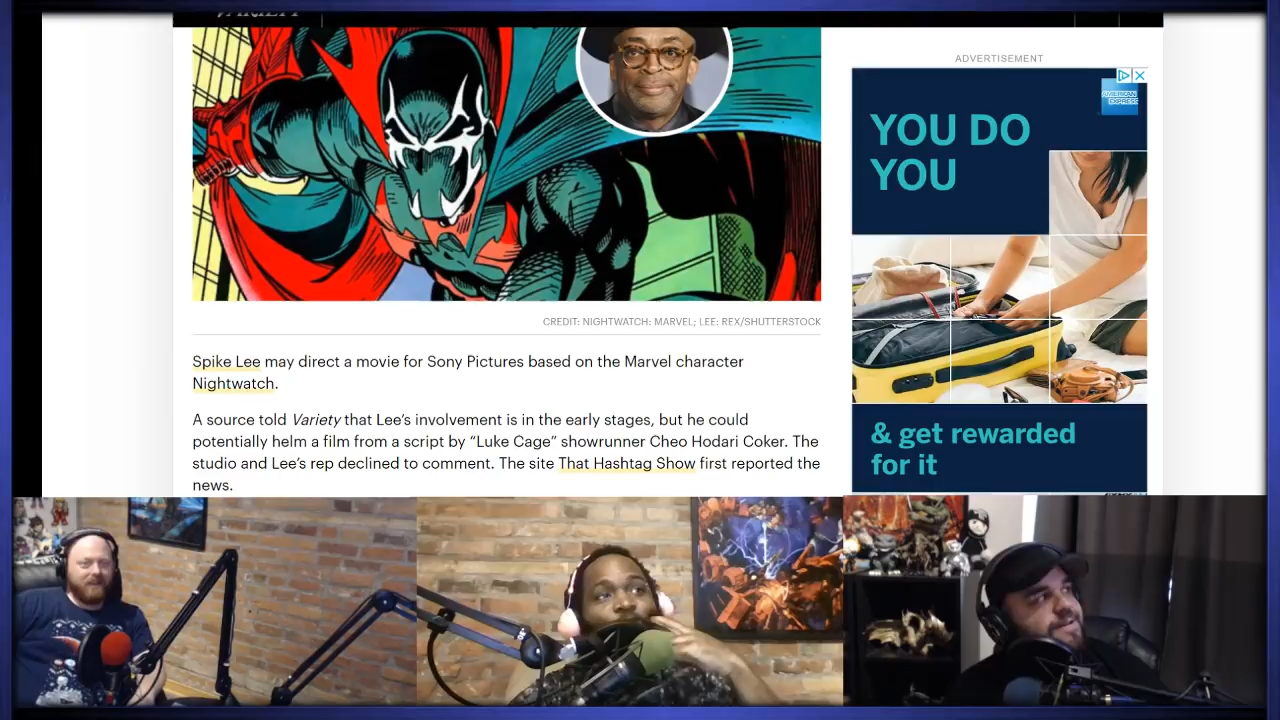 VARIETY
ADVERTISEMENT
AMERICAN
EXPRESS
YOU DO
YOU
CREDIT: NIGHTWATCH: MARVEL; LEE: REX/SHUTTERSTOCK
Spike Lee may direct a movie for Sony Pictures based on the Marvel character
Nightwatch.
A source told Variety that Lee’s involvement is in the early stages, but he could
potentially helm a film from a script by “Luke Cage” showrunner Cheo Hodari Coker. The
studio and Lee’s rep declined to comment. The site That Hashtag Show first reported the
news.
& get rewarded
for it